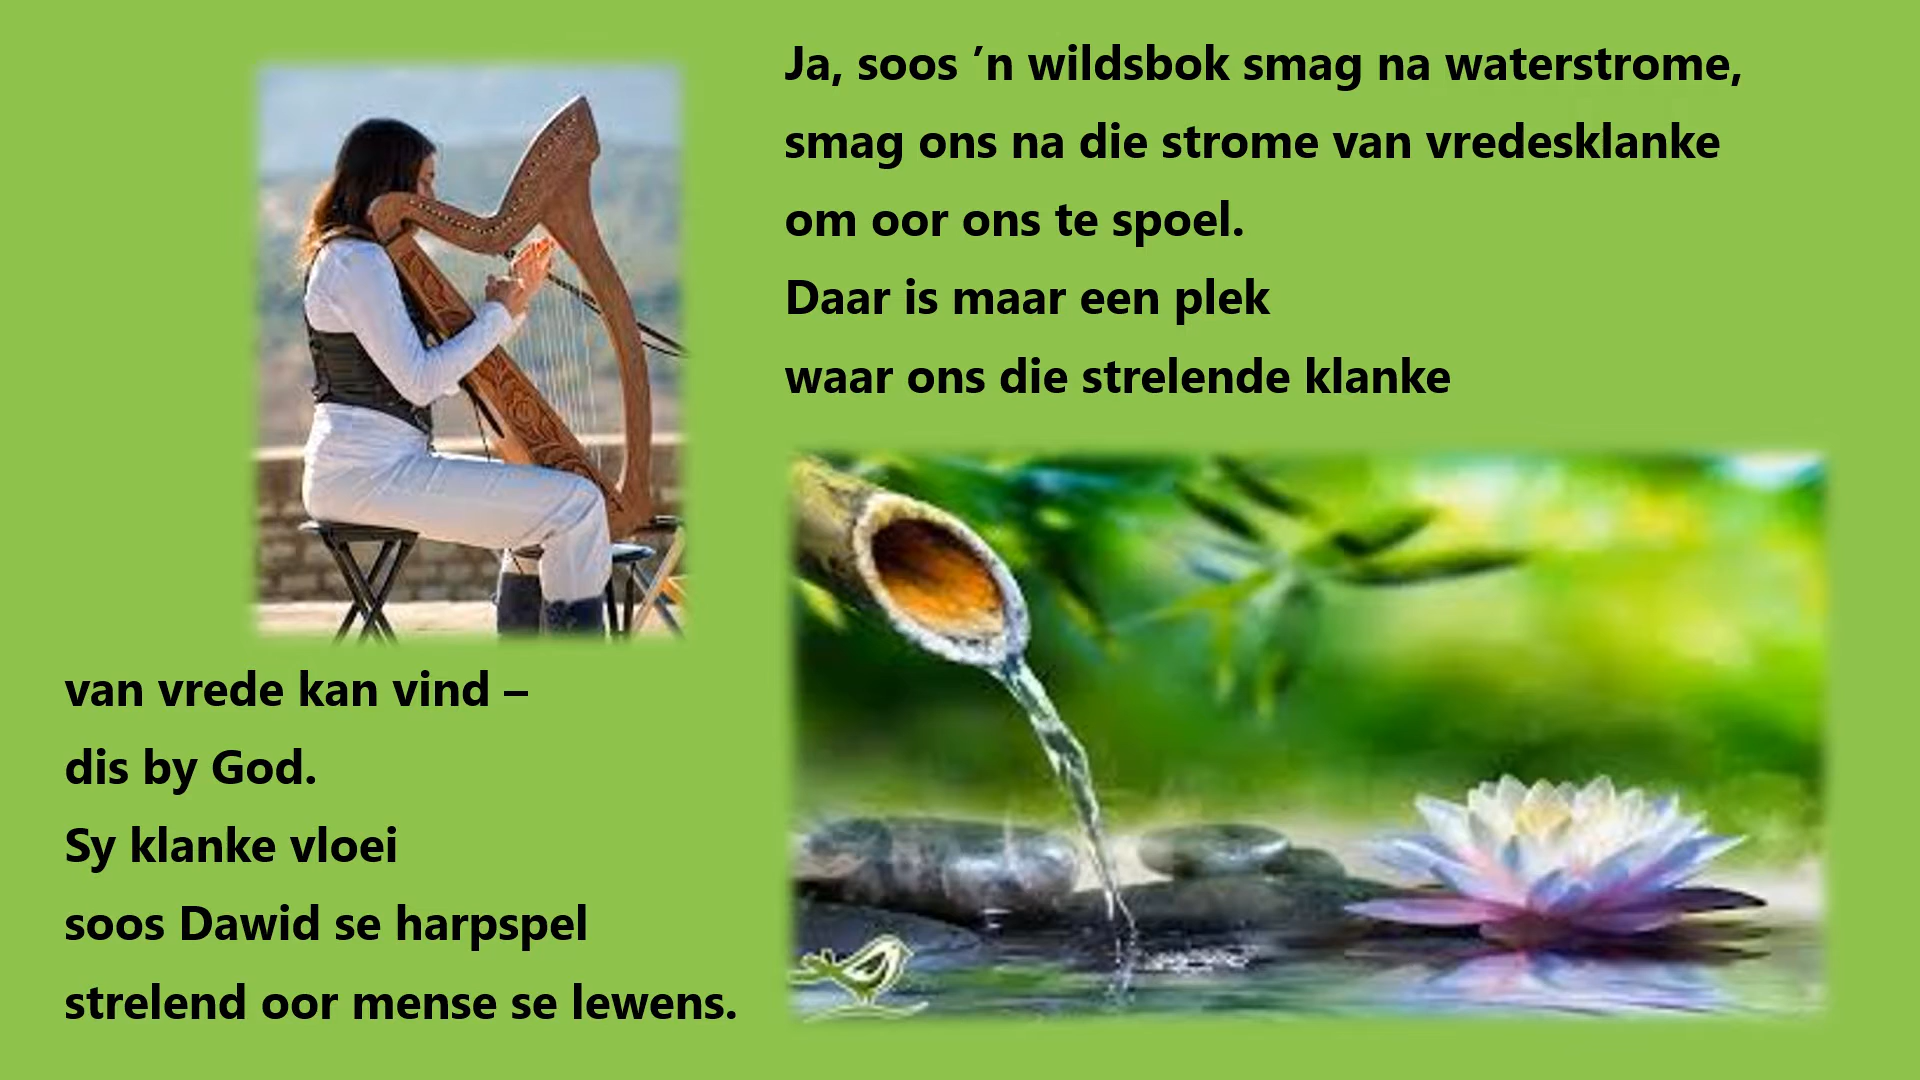 Ja, soos ’n wildsbok smag na waterstrome,
smag ons na die strome van vredesklanke
om oor ons te spoel.
Daar is maar een plek
waar ons die strelende klanke
van vrede kan vind –
dis by God.
Sy klanke vloei
soos Dawid se harpspel
strelend oor mense se lewens.